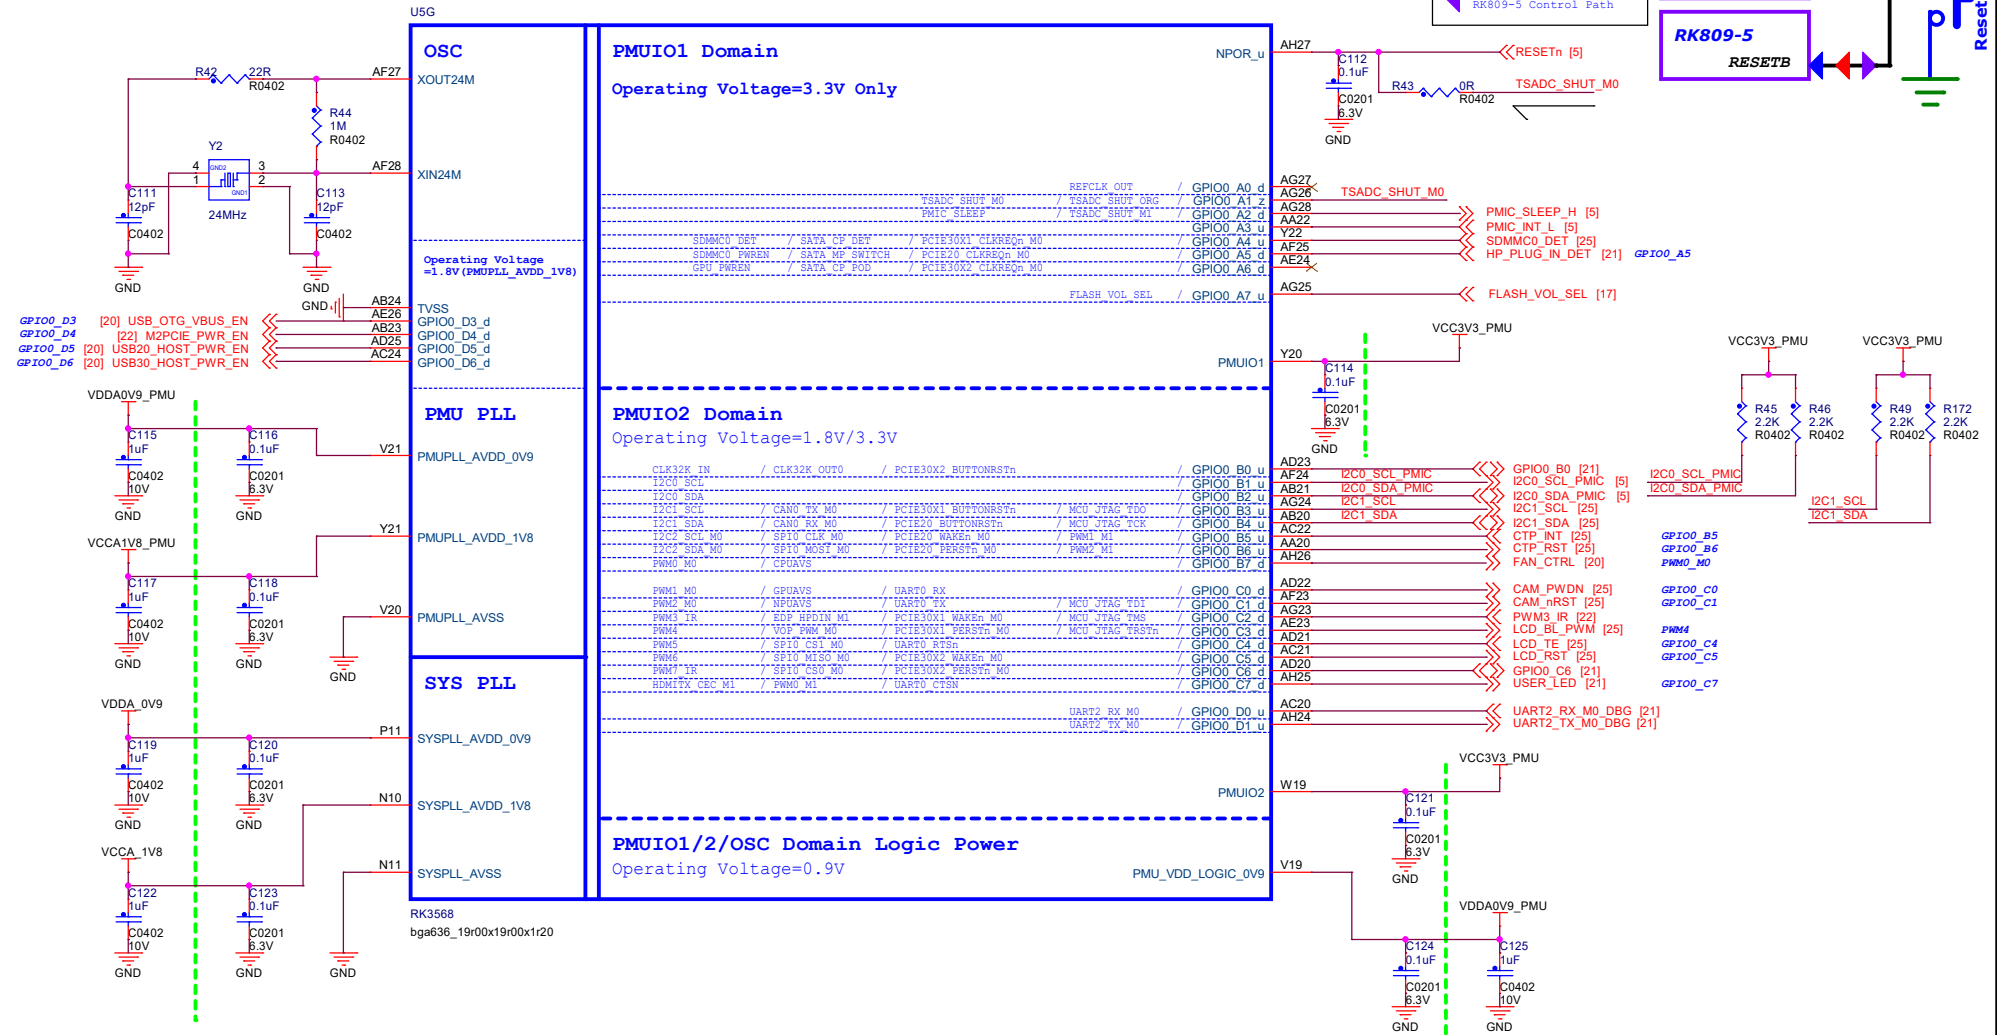 U5G
RK809-5 Control Path
RK809-5
RESETB
Reset
OSC
PMUIO1 Domain
Operating Voltage=3.3V Only
NPOR_u
AH27
RESETn [5]
C112
0.1uF
C0201
6.3V
GND
R43
0R
R0402
TSADC_SHUT_M0
R42
22R
R0402
AF27
XOUT24M
R44
1M
R0402
Y2
4
1
3
2
GND2
GND1
24MHz
AF28
XIN24M
C111
12pF
C0402
GND
C113
12pF
C0402
GND
Operating Voltage
=1.8V(PMUPLL_AVDD_1V8)
REFCLK_OUT / GPIO0_A0_d AG27
TSADC_SHUT_M0 / TSADC_SHUT_ORG / GPIO0_A1_z AG26 TSADC_SHUT_M0
PMIC_SLEEP / TSADC_SHUT_M1 / GPIO0_A2_d AG28 PMIC_SLEEP_H [5]
/ GPIO0_A3_u AA22 PMIC_INT_L [5]
SDMMC0_DET / SATA_CP_DET / PCIE30X1_CLKREQn_M0 / GPIO0_A4_u Y22 SDMMC0_DET [25]
SDMMC0_PWREN / SATA_MP_SWITCH / PCIE20_CLKREQn_M0 / GPIO0_A5_d AF25 HP_PLUG_IN_DET [21] GPIO0_A5
GPU_PWREN / SATA_CP_POD / PCIE30X2_CLKREQn_M0 / GPIO0_A6_d AE24
FLASH_VOL_SEL / GPIO0_A7_u AG25 FLASH_VOL_SEL [17]
GND AB24 TVSS
GPIO0_D3 [20] USB_OTG_VBUS_EN AE26 GPIO0_D3_d
GPIO0_D4 [22] M2PCIE_PWR_EN AB23 GPIO0_D4_d
GPIO0_D5 [20] USB20_HOST_PWR_EN AD25 GPIO0_D5_d
GPIO0_D6 [20] USB30_HOST_PWR_EN AC24 GPIO0_D6_d
PMUIO1 Y20
VCC3V3_PMU
C114
0.1uF
C0201
6.3V
GND
VCC3V3_PMU
VCC3V3_PMU
R45
2.2K
R0402
R46
2.2K
R0402
R49
2.2K
R0402
R172
2.2K
R0402
I2C0_SCL_PMIC
I2C0_SDA_PMIC
I2C1_SCL
I2C1_SDA
VDDA0V9_PMU
C115
1uF
C0402
10V
GND
C116
0.1uF
C0201
6.3V
GND
PMU PLL
V21
PMUPLL_AVDD_0V9
VCCA1V8_PMU
Y21
PMUPLL_AVDD_1V8
C117
1uF
C0402
10V
GND
C118
0.1uF
C0201
6.3V
GND
V20
PMUPLL_AVSS
GND
PMUIO2 Domain
Operating Voltage=1.8V/3.3V
CLK32K_IN / CLK32K_OUT0 / PCIE30X2_BUTTONRSTn / GPIO0_B0_u AD23 GPIO0_B0 [21]
I2C0_SCL / GPIO0_B1_u AF24 I2C0_SCL_PMIC I2C0_SCL_PMIC [5]
I2C0_SDA / GPIO0_B2_u AB21 I2C0_SDA_PMIC I2C0_SDA_PMIC [5]
I2C1_SCL / CAN0_TX_M0 / PCIE30X1_BUTTONRSTn / MCU_JTAG_TDO / GPIO0_B3_u AG24 I2C1_SCL I2C1_SCL [25]
I2C1_SDA / CAN0_RX_M0 / PCIE20_BUTTONRSTn / MCU_JTAG_TCK / GPIO0_B4_u AB20 I2C1_SDA I2C1_SDA [25]
I2C2_SCL_M0 / SPI0_CLK_M0 / PCIE20_WAKEn_M0 / PWM1_M1 / GPIO0_B5_u AC22 CTP_INT [25] GPIO0_B5
I2C2_SDA_M0 / SPI0_MOSI_M0 / PCIE20_PERSTn_M0 / PWM2_M1 / GPIO0_B6_u AA20 CTP_RST [25] GPIO0_B6
PWM0_M0 / CPUAVS / GPIO0_B7_d AH26 FAN_CTRL [20] PWM0_M0
PWM1_M0 / GPUAVS / UART0_RX / GPIO0_C0_d AD22 CAM_PWDN [25] GPIO0_C0
PWM2_M0 / NPUAVS / UART0_TX / MCU_JTAG_TDI / GPIO0_C1_d AF23 CAM_nRST [25] GPIO0_C1
PWM3_IR / EDP_HPDIN_M1 / PCIE30X1_WAKEn_M0 / MCU_JTAG_TMS / GPIO0_C2_d AG23 PWM3_IR [22]
PWM4 / VOP_PWM_M0 / PCIE30X1_PERSTn_M0 / MCU_JTAG_TRSTn / GPIO0_C3_d AE23 LCD_BL_PWM [25] PWM4
PWM5 / SPI0_CS1_M0 / UART0_RTSn / GPIO0_C4_d AD21 LCD_TE [25] GPIO0_C4
PWM6 / SPI0_MISO_M0 / PCIE30X2_WAKEn_M0 / GPIO0_C5_d AC21 LCD_RST [25] GPIO0_C5
PWM7_IR / SPI0_CS0_M0 / PCIE30X2_PERSTn_M0 / GPIO0_C6_d AD20 GPIO0_C6 [21]
HDMITX_CEC_M1 / PWM0_M1 / UART0_CTSN / GPIO0_C7_d AH25 USER_LED [21] GPIO0_C7
UART2_RX_M0 / GPIO0_D0_u AC20 UART2_RX_M0_DBG [21]
UART2_TX_M0 / GPIO0_D1_u AH24 UART2_TX_M0_DBG [21]
SYS PLL
VDDA_0V9
P11
SYSPLL_AVDD_0V9
C119
1uF
C0402
10V
GND
C120
0.1uF
C0201
6.3V
GND
N10
SYSPLL_AVDD_1V8
VCCA_1V8
N11
SYSPLL_AVSS
C122
1uF
C0402
10V
GND
C123
0.1uF
C0201
6.3V
GND
GND
PMUIO2 W19
VCC3V3_PMU
C121
0.1uF
C0201
6.3V
GND
PMUIO1/2/OSC Domain Logic Power
Operating Voltage=0.9V
PMU_VDD_LOGIC_0V9 V19
VDDA0V9_PMU
C124
0.1uF
C0201
6.3V
GND
C125
1uF
C0402
10V
GND
RK3568
bga636_19r00x19r00x1r20